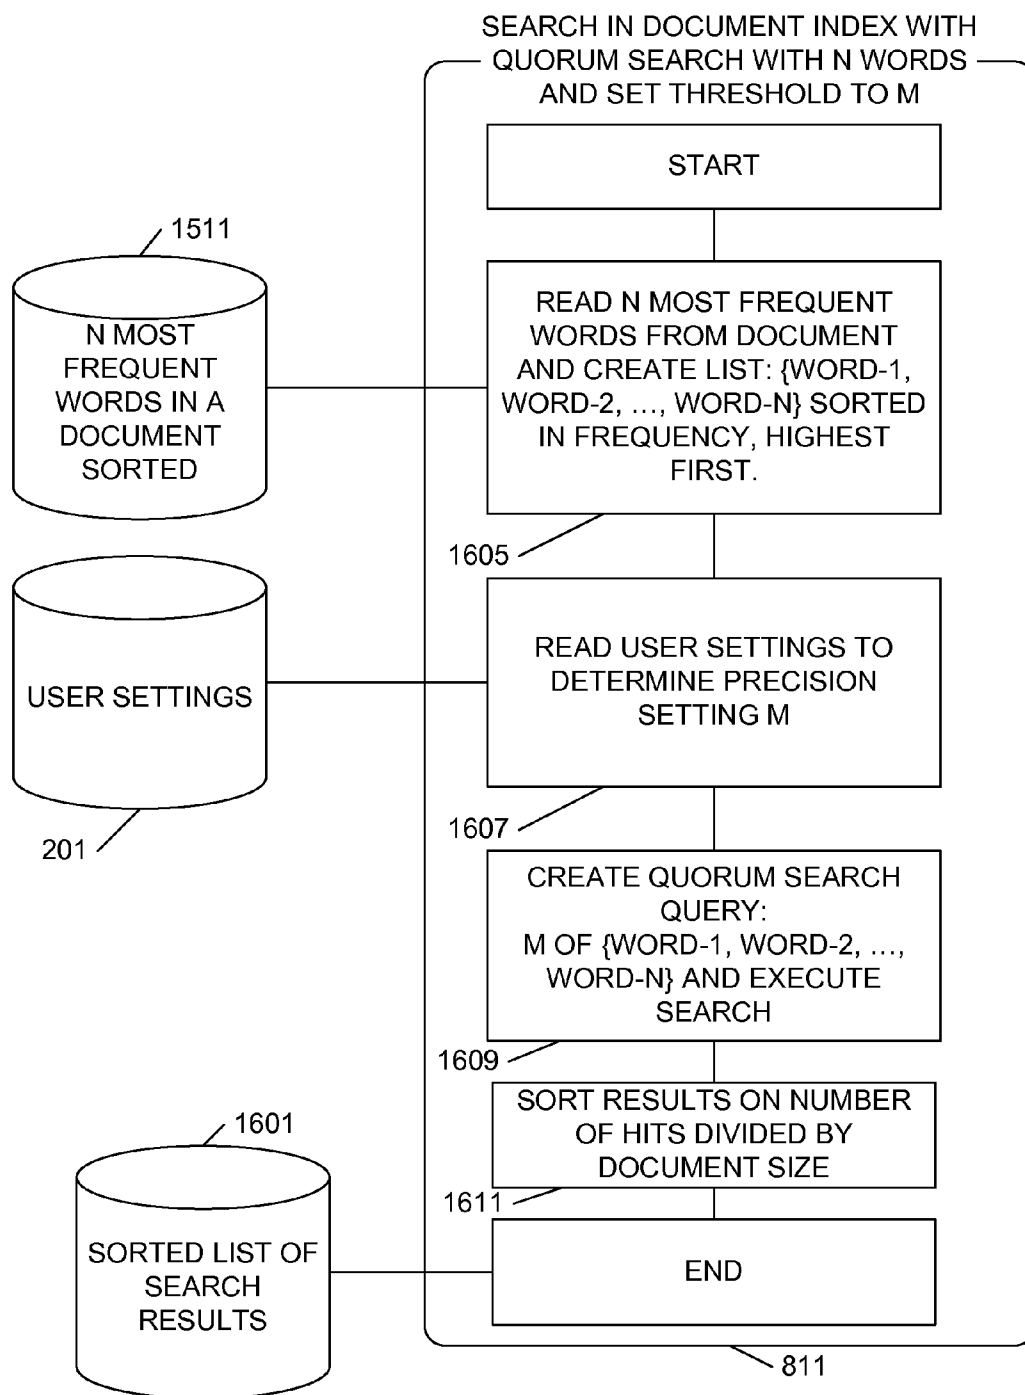 SEARCH IN DOCUMENT INDEX WITH
QUORUM SEARCH WITH N WORDS
AND SET THRESHOLD TO M
START
1511
N MOST
FREQUENT
WORDS IN A
DOCUMENT
SORTED
READ N MOST FREQUENT
WORDS FROM DOCUMENT
AND CREATE LIST: {WORD-1,
WORD-2, ..., WORD-N} SORTED
IN FREQUENCY, HIGHEST
FIRST.
1605
USER SETTINGS
201
READ USER SETTINGS TO
DETERMINE PRECISION
SETTING M
1607
CREATE QUORUM SEARCH
QUERY:
M OF {WORD-1, WORD-2, ...,
WORD-N} AND EXECUTE
SEARCH
1609
SORT RESULTS ON NUMBER
OF HITS DIVIDED BY
DOCUMENT SIZE
1611
1601
SORTED LIST OF
SEARCH
RESULTS
END
811